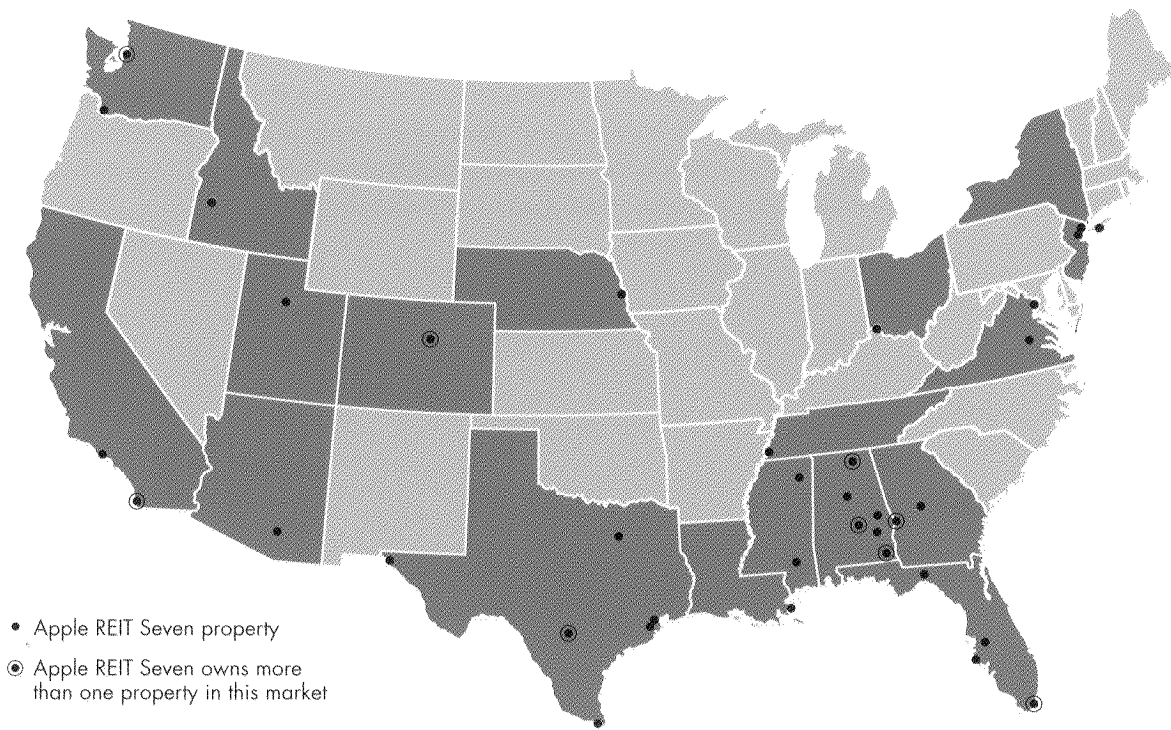 Apple REIT Seven property
Apple REIT Seven owns more
than one property in this market